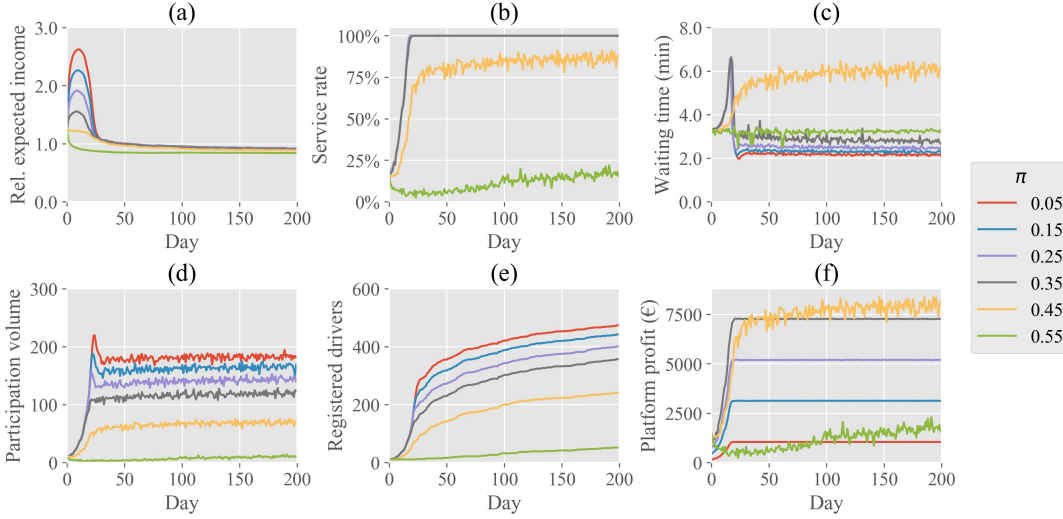 (a)
Rel. expected income
3.0
2.0
1.0
0.0
0 50 100 150 200
Day
(b)
Service rate
100%
75%
50%
25%
0%
0 50 100 150 200
Day
(c)
Waiting time (min)
8.0
6.0
4.0
2.0
0.0
0 50 100 150 200
Day
(d)
Participation volume
300
200
100
0
0 50 100 150 200
Day
(e)
Registered drivers
600
400
200
0
0 50 100 150 200
Day
(f)
Platform profit (€)
7500
5000
2500
0
0 50 100 150 200
Day
π
0.05
0.15
0.25
0.35
0.45
0.55